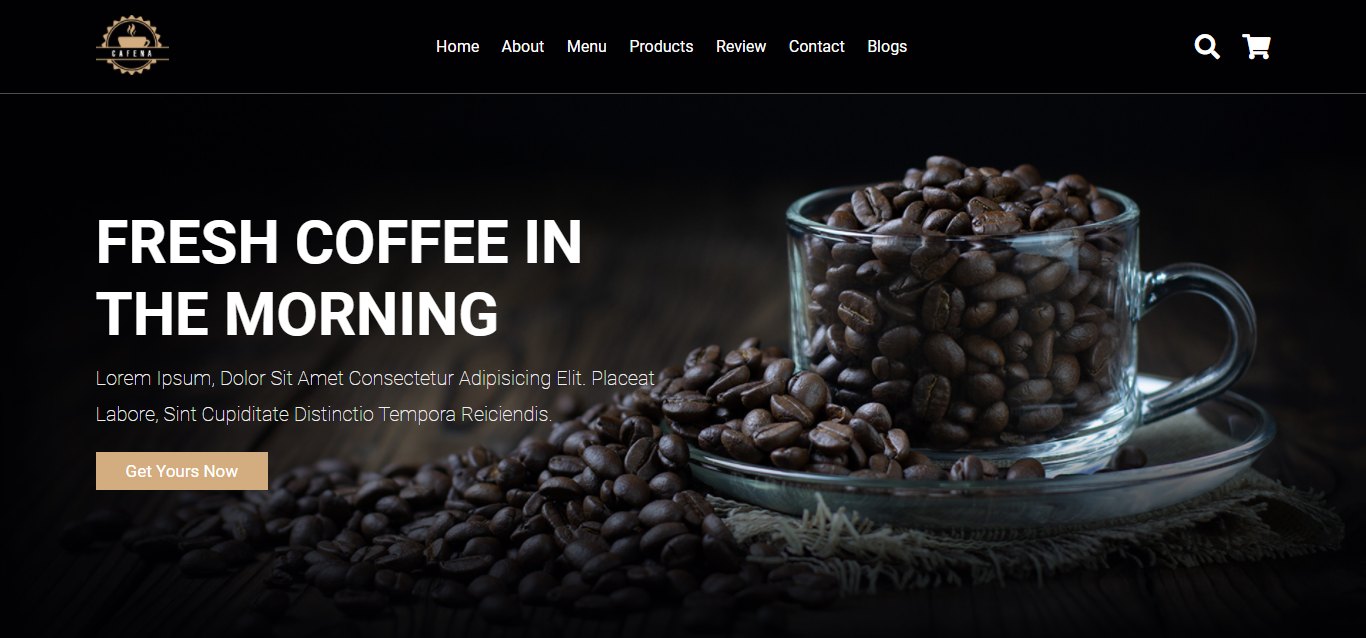 CAFENA
Home About Menu Products Review Contact Blogs
FRESH COFFEE IN
THE MORNING
Lorem Ipsum, Dolor Sit Amet Consectetur Adipisicing Elit. Placeat
Labore, Sint Cupiditate Distinctio Tempora Reiciendis.
Get Yours Now